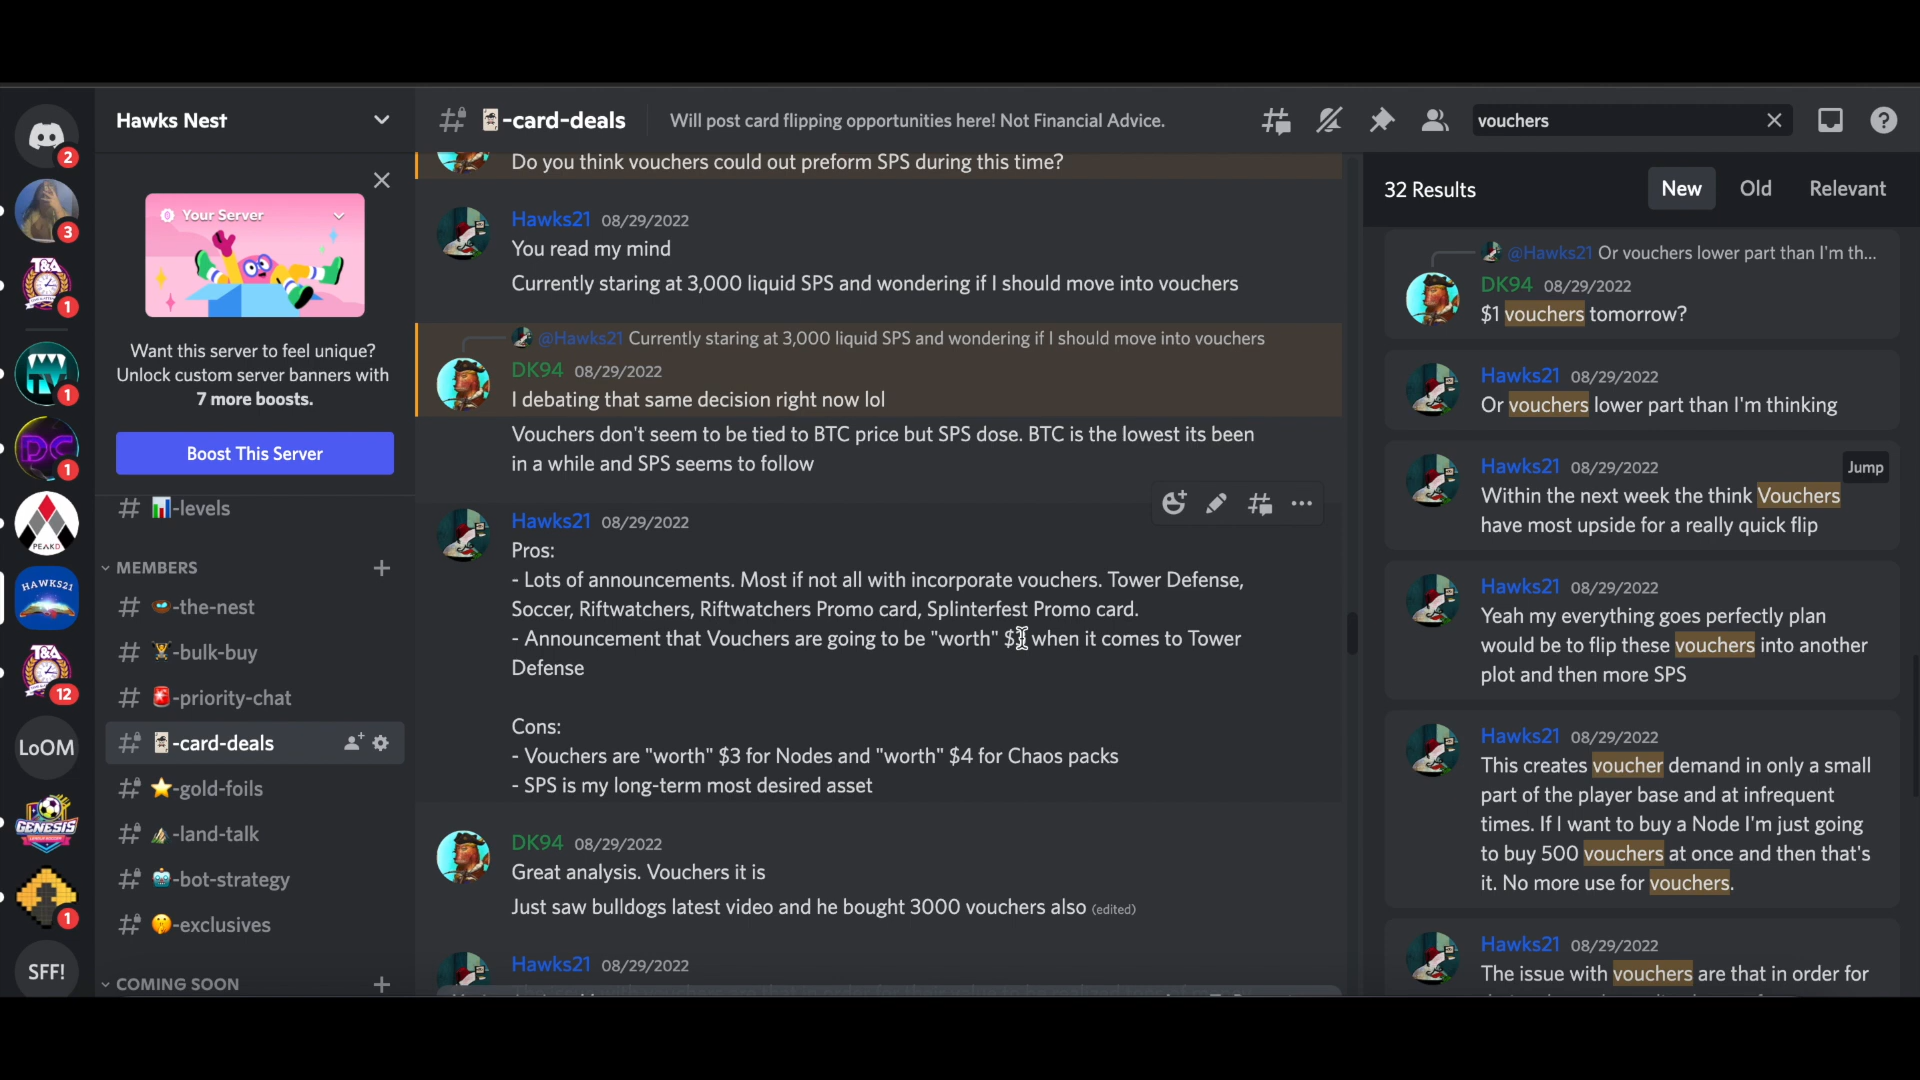 Hawks Nest
-card-deals
Will post card flipping opportunities here! Not Financial Advice.
vouchers
2
3
1
1
1
12
1
T&A
TV
DC
PEAKD
HAWKS21
T&A
LoOM
GENESIS
SFF!
Your Server
Want this server to feel unique?
Unlock custom server banners with
7 more boosts.
Boost This Server
-levels
MEMBERS
-the-nest
-bulk-buy
-priority-chat
-card-deals
-gold-foils
-land-talk
-bot-strategy
-exclusives
COMING SOON
Do you think vouchers could out preform SPS during this time?
Hawks21 08/29/2022
You read my mind
Currently staring at 3,000 liquid SPS and wondering if I should move into vouchers
@Hawks21 Currently staring at 3,000 liquid SPS and wondering if I should move into vouchers
DK94 08/29/2022
I debating that same decision right now lol
Vouchers don't seem to be tied to BTC price but SPS dose. BTC is the lowest its been
in a while and SPS seems to follow
Hawks21 08/29/2022
Pros:
- Lots of announcements. Most if not all with incorporate vouchers. Tower Defense,
Soccer, Riftwatchers, Riftwatchers Promo card, Splinterfest Promo card.
- Announcement that Vouchers are going to be "worth" when it comes to Tower
Defense
Cons:
- Vouchers are "worth" $3 for Nodes and "worth" $4 for Chaos packs
- SPS is my long-term most desired asset
DK94 08/29/2022
Great analysis. Vouchers it is
Just saw bulldogs latest video and he bought 3000 vouchers also (edited)
Hawks21 08/29/2022
32 Results
New
Old
Relevant
@Hawks21 Or vouchers lower part than I'm th...
DK94 08/29/2022
$1 vouchers tomorrow?
Hawks21 08/29/2022
Or vouchers lower part than I'm thinking
Hawks21 08/29/2022
Jump
Within the next week the think Vouchers
have most upside for a really quick flip
Hawks21 08/29/2022
Yeah my everything goes perfectly plan
would be to flip these vouchers into another
plot and then more SPS
Hawks21 08/29/2022
This creates voucher demand in only a small
part of the player base and at infrequent
times. If I want to buy a Node I'm just going
to buy 500 vouchers at once and then that's
it. No more use for vouchers.
Hawks21 08/29/2022
The issue with vouchers are that in order for